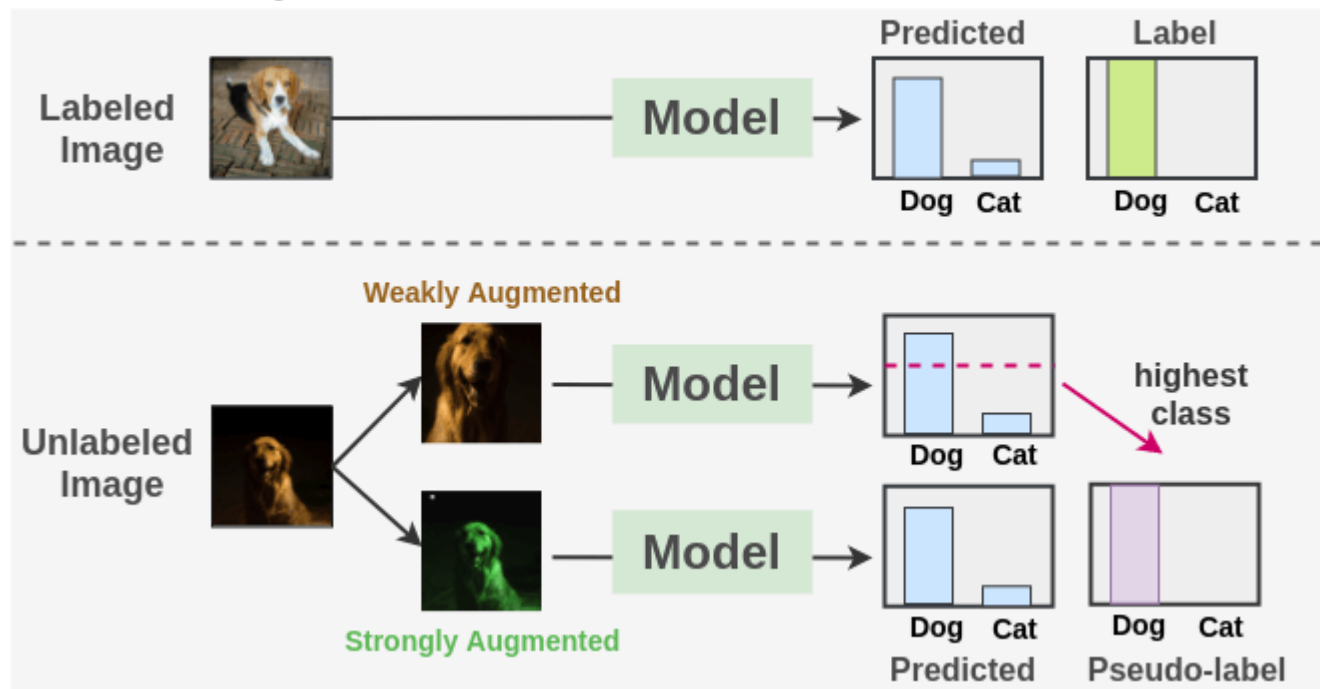 Predicted Label
Labeled
Image
Model
Dog Cat Dog Cat
Weakly Augmented
Model
highest
class
Dog Cat
Unlabeled
Image
Model
Dog Cat Dog Cat
Strongly Augmented
Predicted Pseudo-label